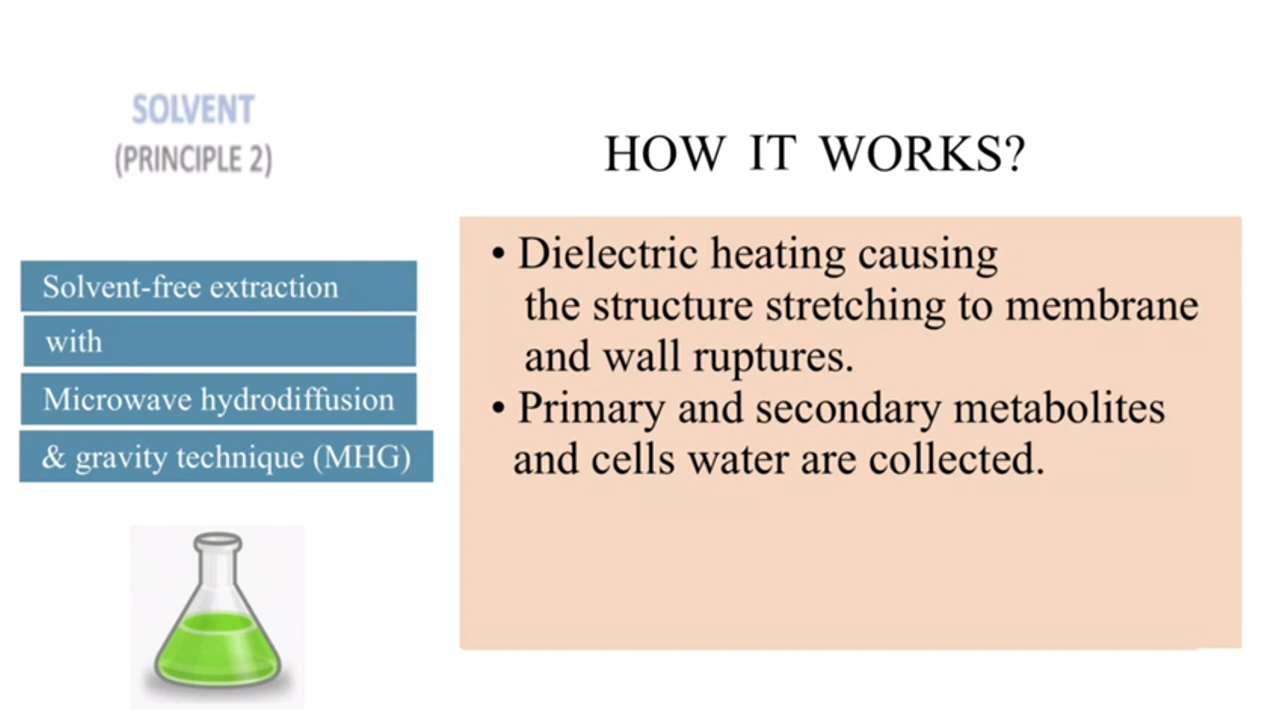 SOLVENT
(PRINCIPLE 2)
Solvent-free extraction
with
Microwave hydrodiffusion
& gravity technique (MHG)
HOW IT WORKS?
• Dielectric heating causing
the structure stretching to membrane
and wall ruptures.
• Primary and secondary metabolites
and cells water are collected.